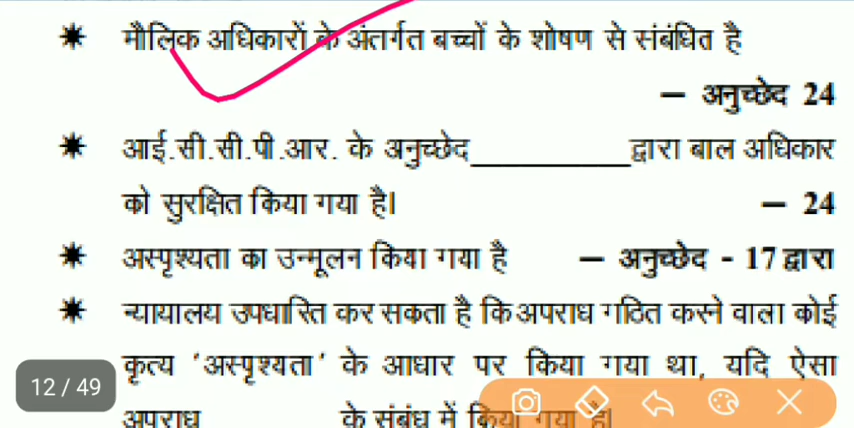 * मौलिक अधिकारों के अंतर्गत बच्चों के शोषण से संबंधित है
— अनुच्छेद 24
* आई.सी.सी.पी.आर. के अनुच्छेद__________द्वारा बाल अधिकार
को सुरक्षित किया गया है। — 24
* अस्पृश्यता का उन्मूलन किया गया है — अनुच्छेद - 17 द्वारा
* न्यायालय उपधारित कर सकता है कि अपराध गठित करने वाला कोई
कृत्य 'अस्पृश्यता' के आधार पर किया गया था, यदि ऐसा
अपराध के संबंध में किया गया है।
12 / 49